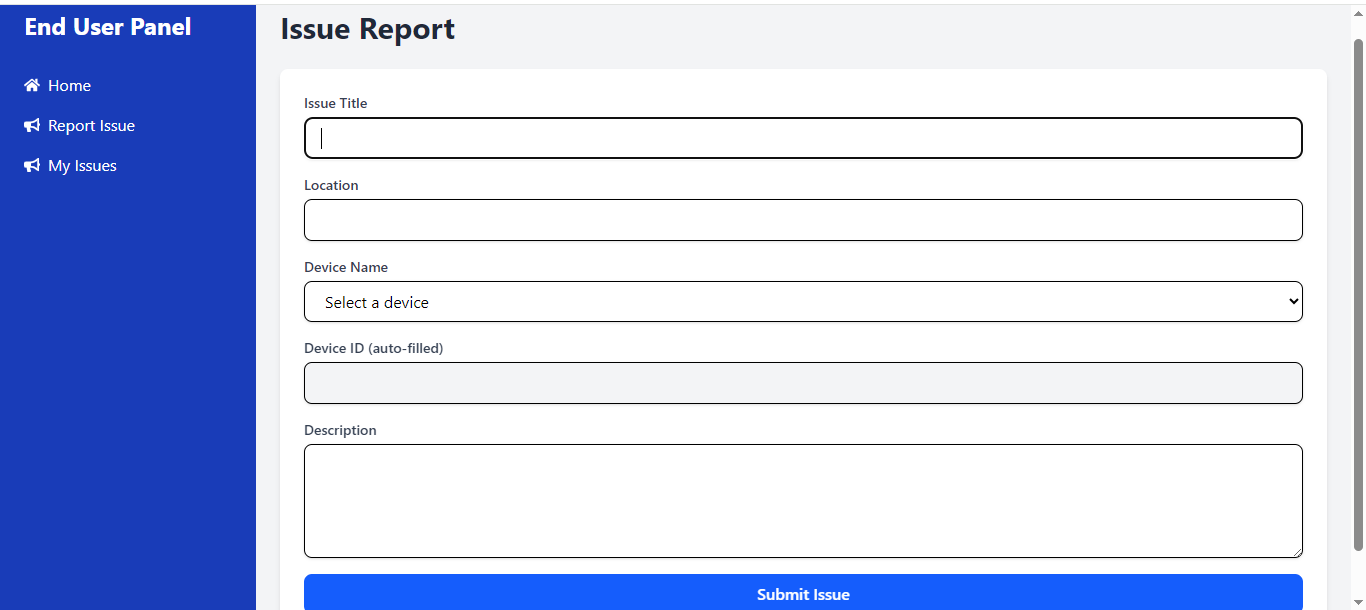 End User Panel
Home
Report Issue
My Issues
Issue Report
Issue Title
Location
Device Name
Select a device
Device ID (auto-filled)
Description
Submit Issue